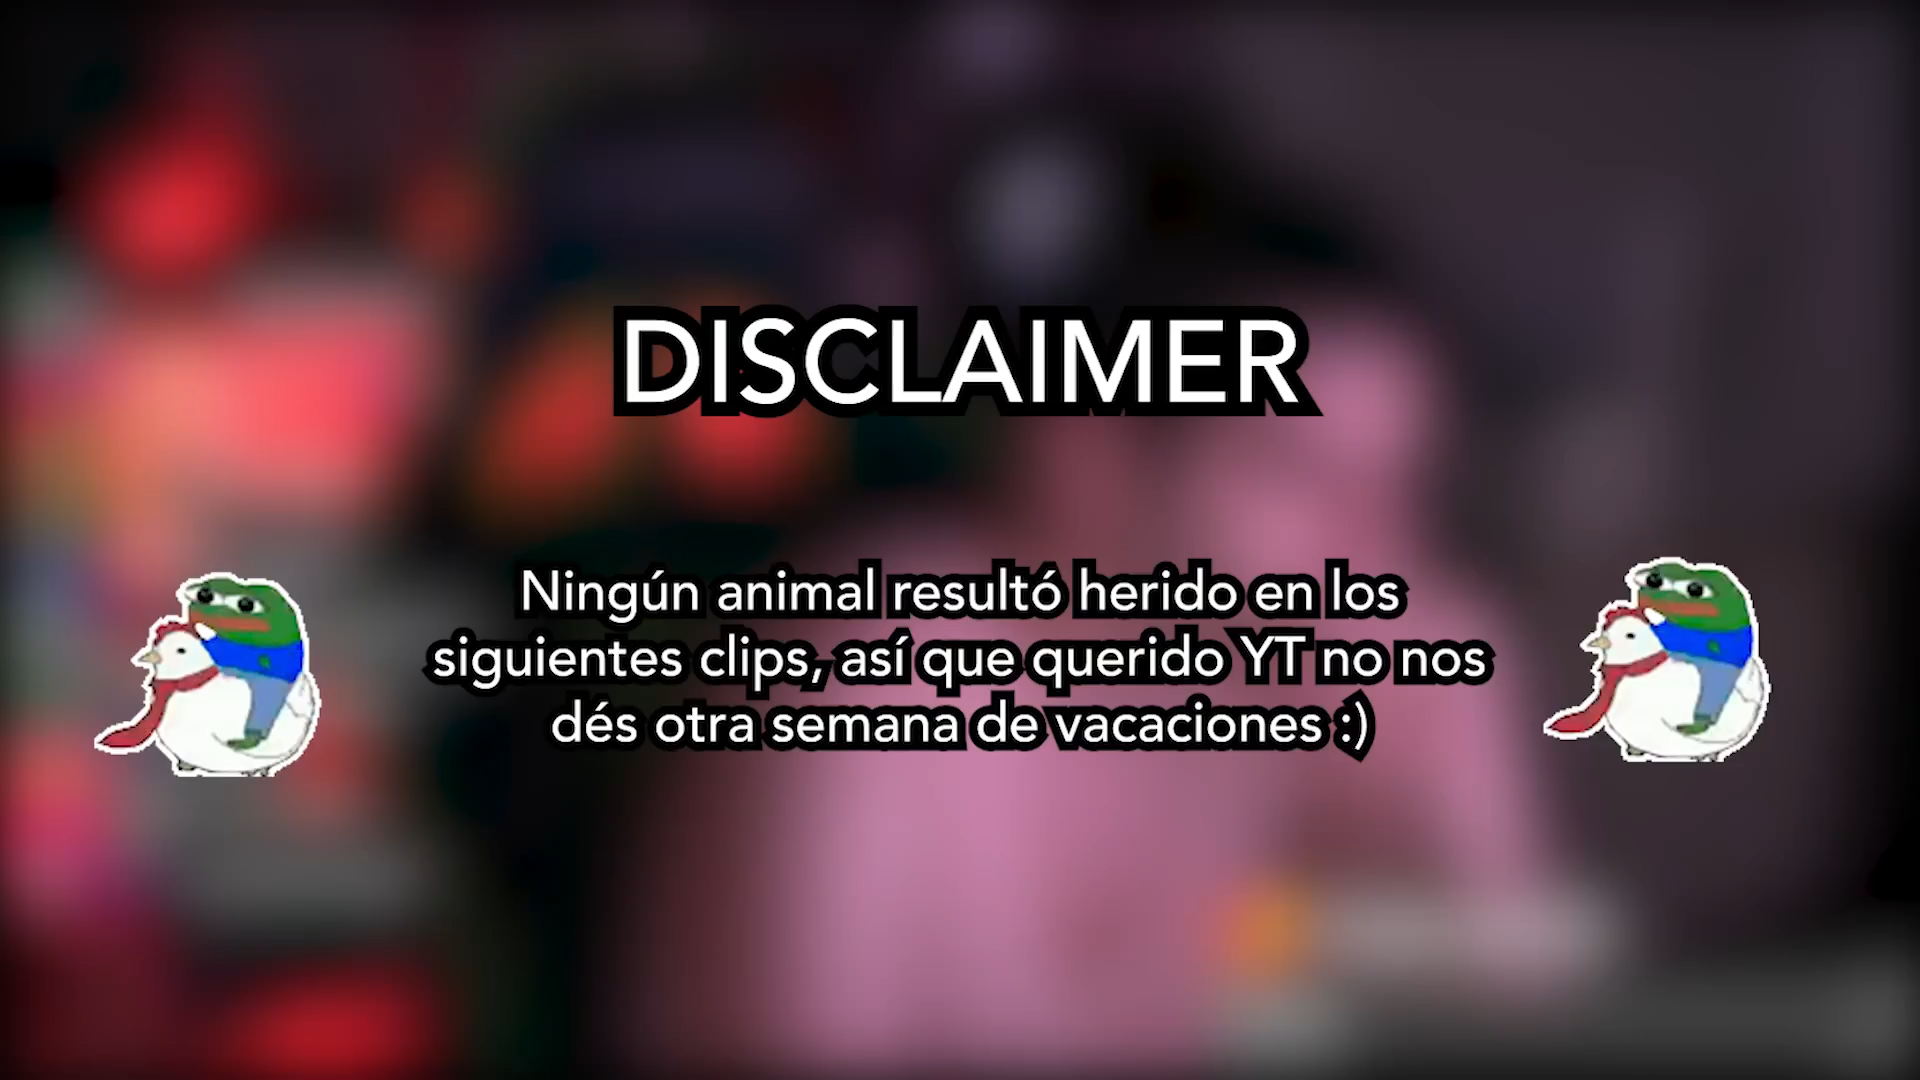 DISCLAIMER
Ningún animal resultó herido en los
siguientes clips, así que querido YT no nos
dés otra semana de vacaciones :)